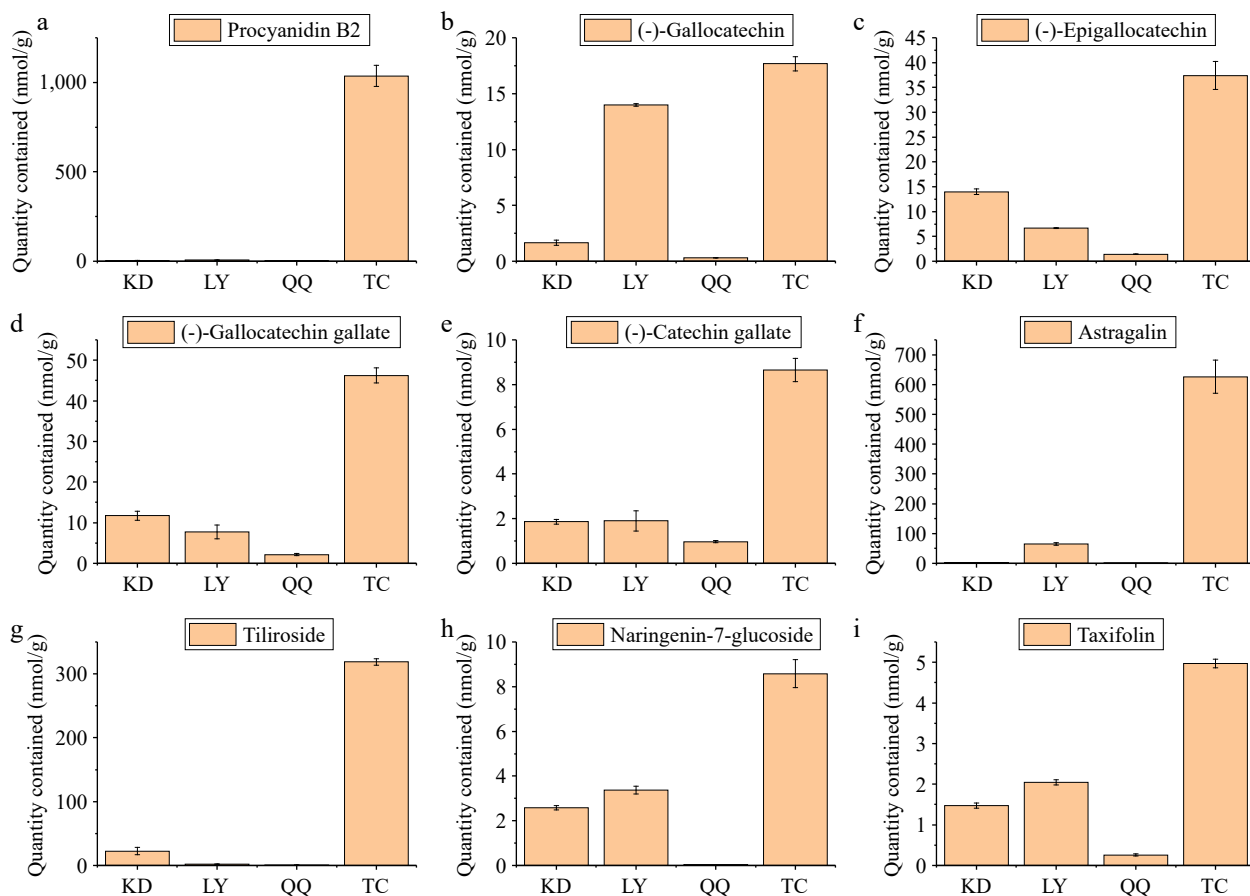 a
Procyanidin B2
Quantity contained (nmol/g)
1,000
500
0
KD LY QQ TC
b
(-)-Gallocatechin
Quantity contained (nmol/g)
20
15
10
5
0
KD LY QQ TC
c
(-)-Epigallocatechin
Quantity contained (nmol/g)
45
40
35
30
25
20
15
10
5
0
KD LY QQ TC
d
(-)-Gallocatechin gallate
Quantity contained (nmol/g)
50
40
30
20
10
0
KD LY QQ TC
e
(-)-Catechin gallate
Quantity contained (nmol/g)
10
8
6
4
2
0
KD LY QQ TC
f
Astragalin
Quantity contained (nmol/g)
700
600
500
400
300
200
100
0
KD LY QQ TC
g
Tiliroside
Quantity contained (nmol/g)
300
200
100
0
KD LY QQ TC
h
Naringenin-7-glucoside
Quantity contained (nmol/g)
10
8
6
4
2
0
KD LY QQ TC
i
Taxifolin
Quantity contained (nmol/g)
5
4
3
2
1
0
KD LY QQ TC